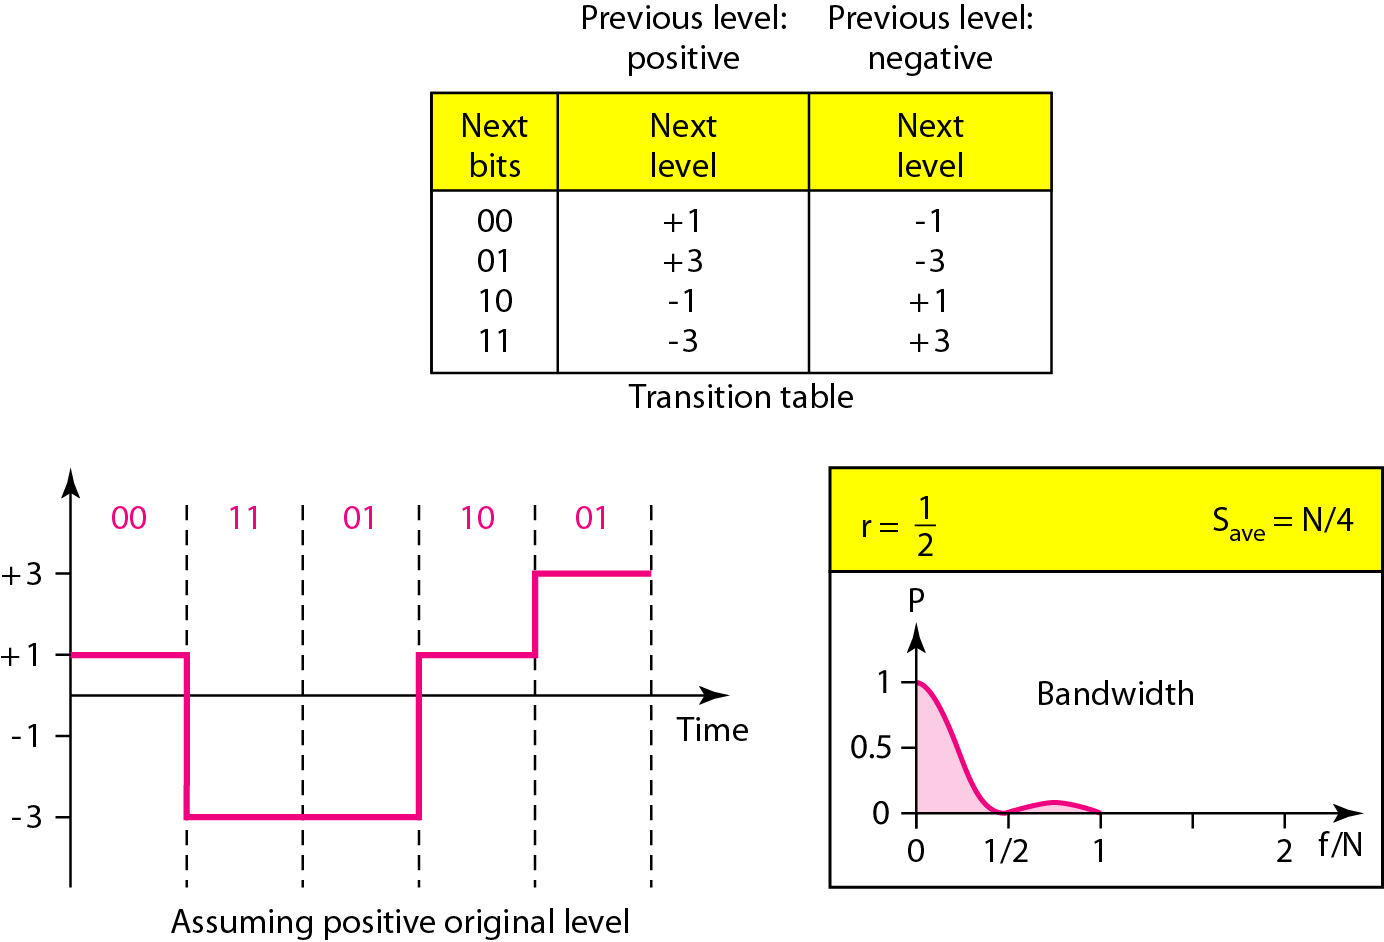 Previous level: Previous level:
positive negative
Next Next Next
bits level level
00 +1 -1
01 +3 -3
10 -1 +1
11 -3 +3
Transition table
00 11 01 10 01
+3
+1
-1
-3
Time
Assuming positive original level
r = 1/2 S_ave = N/4
P
Bandwidth
1
0.5
0
0 1/2 1 2 f/N